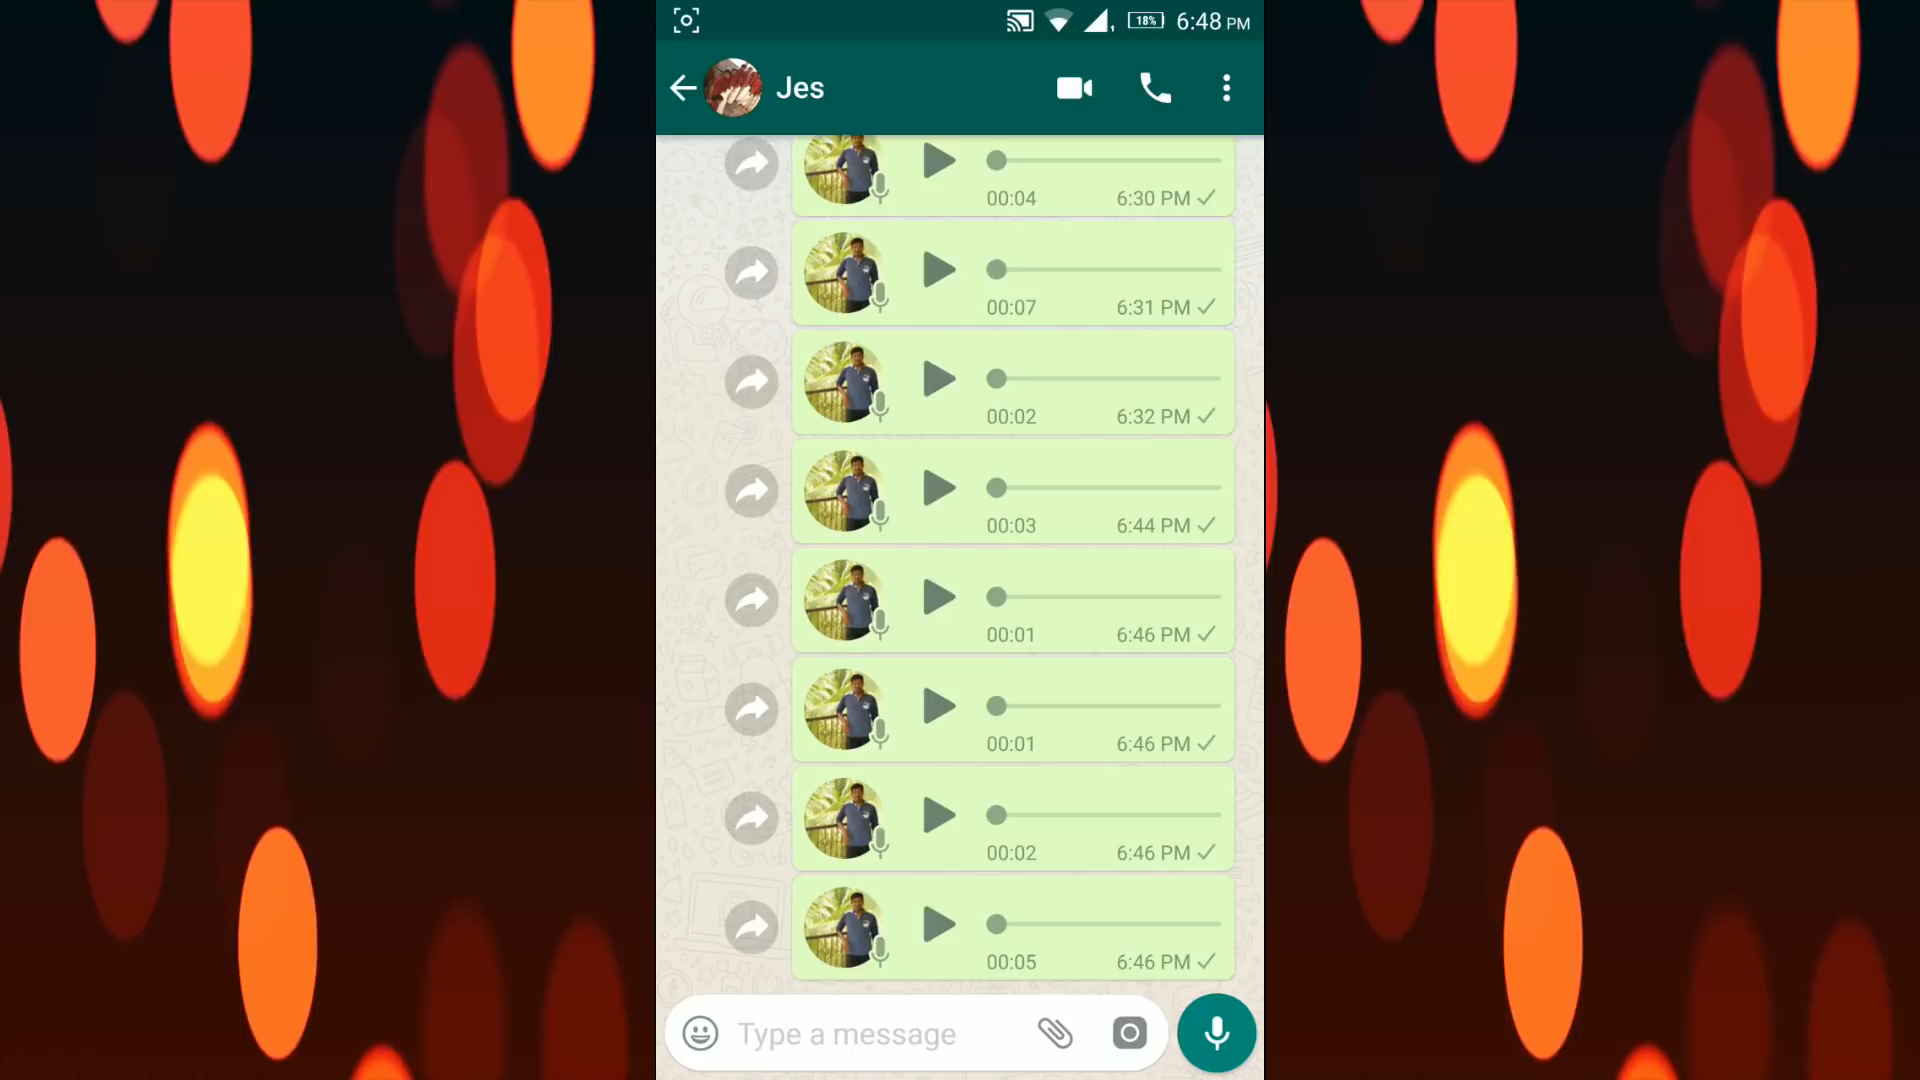 18% 6:48 PM
Jes
00:04 6:30 PM
00:07 6:31 PM
00:02 6:32 PM
00:03 6:44 PM
00:01 6:46 PM
00:01 6:46 PM
00:02 6:46 PM
00:05 6:46 PM
Type a message